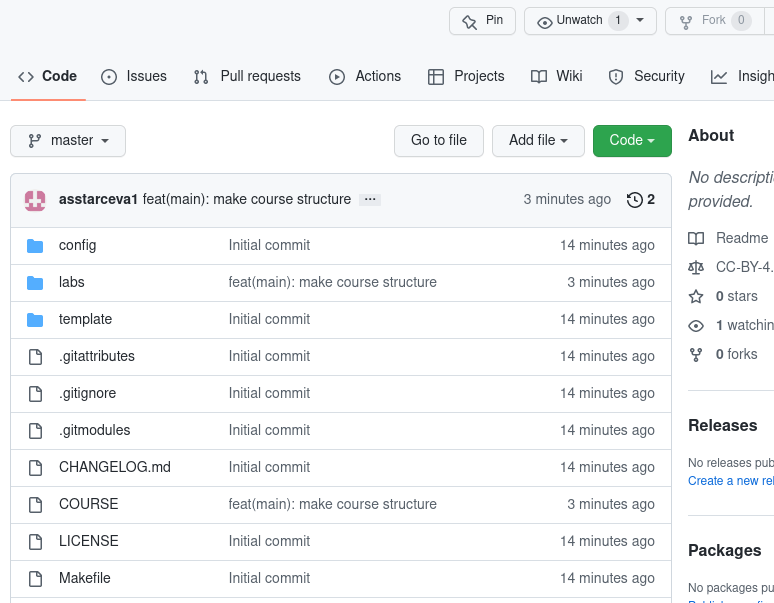 Pin Unwatch 1 Fork 0
Code Issues Pull requests Actions Projects Wiki Security Insigh
master Go to file Add file Code
About
asstarceva1 feat(main): make course structure ... 3 minutes ago 2
No descripti
provided.
config Initial commit 14 minutes ago
Readme
labs feat(main): make course structure 3 minutes ago
CC-BY-4.
template Initial commit 14 minutes ago
0 stars
.gitattributes Initial commit 14 minutes ago
1 watchin
0 forks
.gitignore Initial commit 14 minutes ago
.gitmodules Initial commit 14 minutes ago
Releases
CHANGELOG.md Initial commit 14 minutes ago
No releases pub
Create a new rel
COURSE feat(main): make course structure 3 minutes ago
LICENSE Initial commit 14 minutes ago
Packages
Makefile Initial commit 14 minutes ago
No packages pu